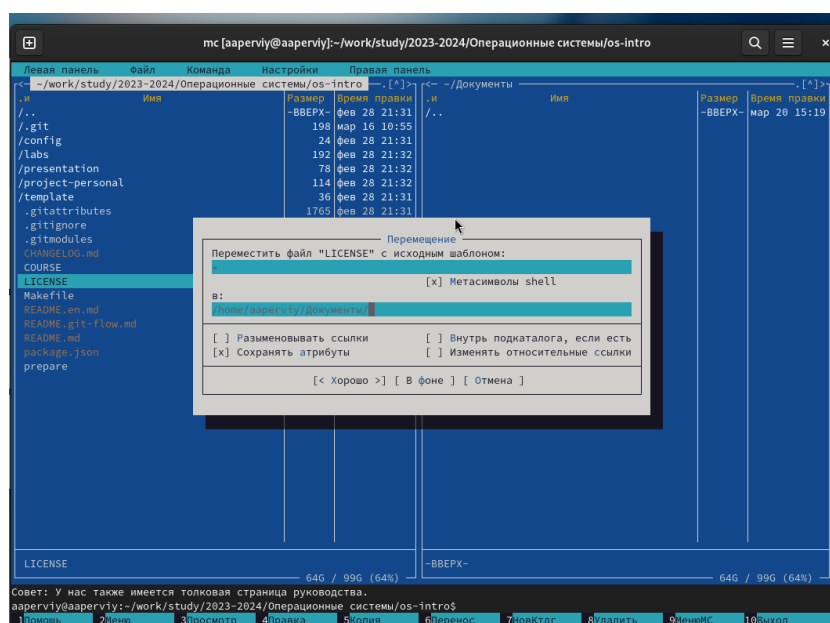 mc [aaperviy@aaperviy]:~/work/study/2023-2024/Операционные системы/os-intro
Левая панель Файл Команда Настройки Правая панель
<— ~/work/study/2023-2024/Операционные системы/os-intro —.[^]>
.и Имя Размер Время правки
/.. -ВВЕРХ- фев 28 21:31
/.git 198 мар 16 10:55
/config 24 фев 28 21:31
/labs 192 фев 28 21:32
/presentation 78 фев 28 21:32
/project-personal 114 фев 28 21:32
/template 36 фев 28 21:31
.gitattributes 1765 фев 28 21:31
.gitignore
.gitmodules
CHANGELOG.md
COURSE
LICENSE
Makefile
README.en.md
README.git-flow.md
README.md
package.json
prepare
LICENSE
64G / 99G (64%)
<— ~/Документы —.[^]>
.и Имя Размер Время правки
/.. -ВВЕРХ- мар 20 15:19
-ВВЕРХ-
64G / 99G (64%)
Перемещение
Переместить файл "LICENSE" с исходным шаблоном:
*
[x] Метасимволы shell
в:
/home/aaperviy/Документы/
[ ] Разыменовывать ссылки [ ] Внутрь подкаталога, если есть
[x] Сохранять атрибуты [ ] Изменять относительные ссылки
[< Хорошо >] [ В фоне ] [ Отмена ]
Совет: У нас также имеется толковая страница руководства.
aaperviy@aaperviy:~/work/study/2023-2024/Операционные системы/os-intro$
1Помощь 2Меню 3Просмотр 4Правка 5Копия 6Перенос 7НовКтлг 8Удалить 9МенюMC 10Выход